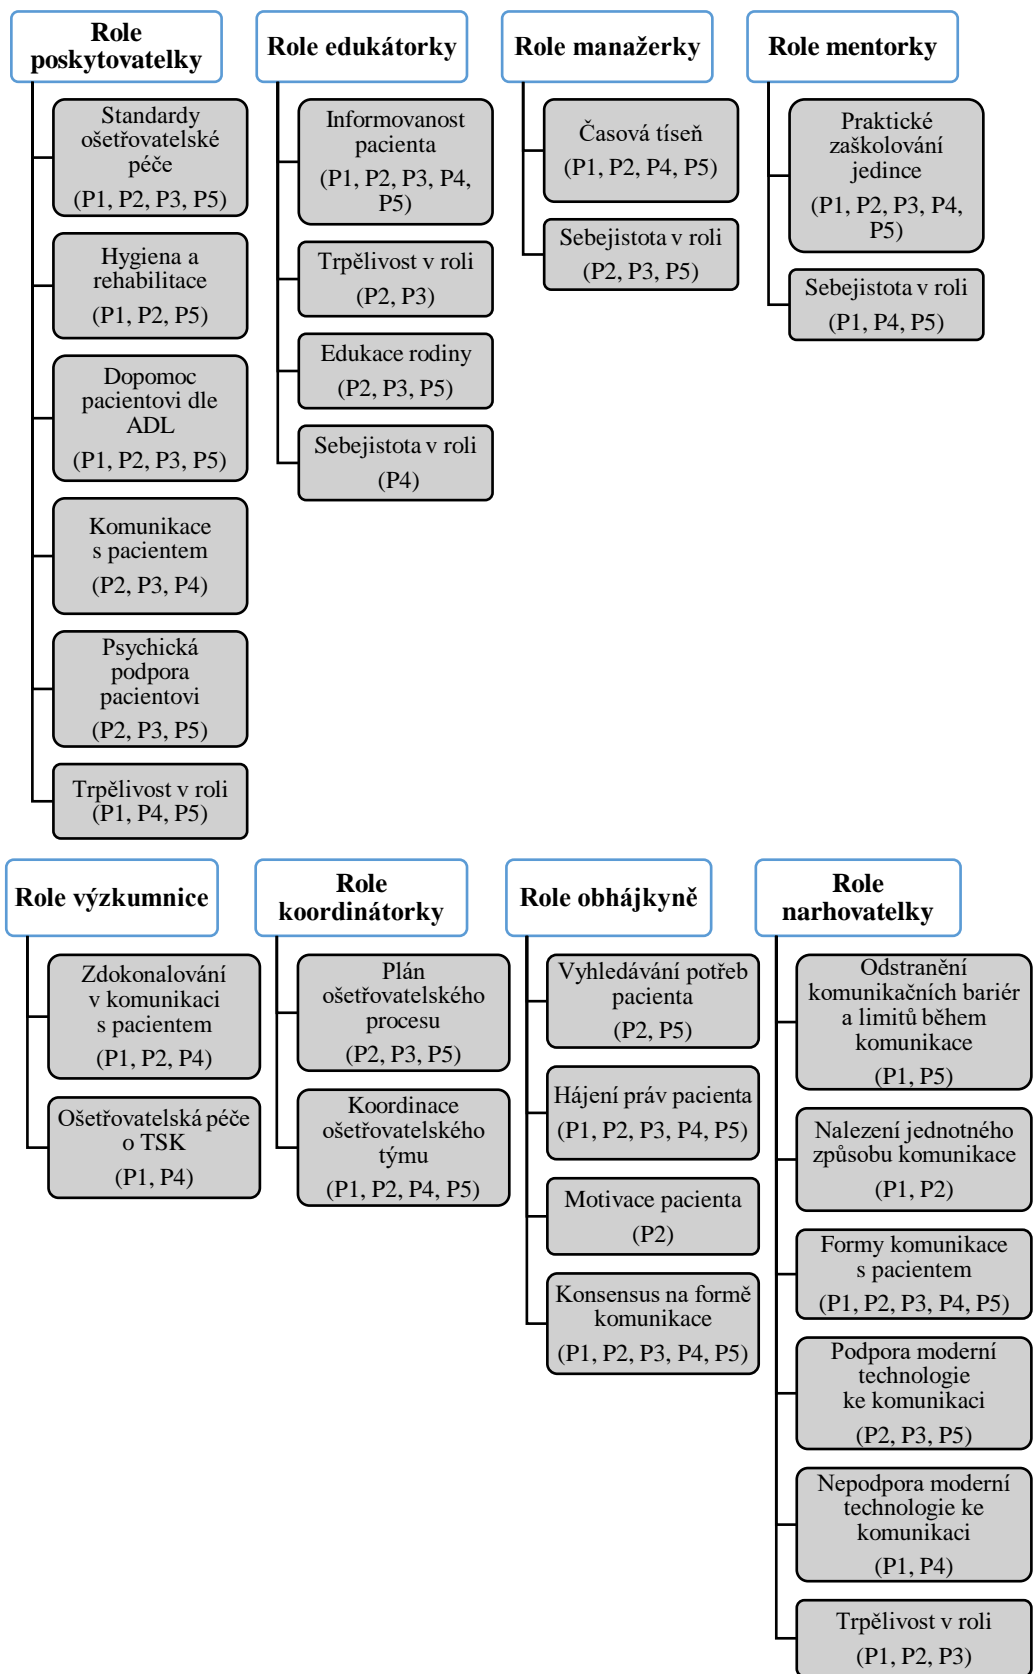 Role
poskytovatelky
Standardy
ošetřovatelské
péče
(P1, P2, P3, P5)
Hygiena a
rehabilitace
(P1, P2, P5)
Dopomoc
pacientovi dle
ADL
(P1, P2, P3, P5)
Komunikace
s pacientem
(P2, P3, P4)
Psychická
podpora
pacientovi
(P2, P3, P5)
Trpělivost v roli
(P1, P4, P5)
Role edukátorky
Informovanost
pacienta
(P1, P2, P3, P4,
P5)
Trpělivost v roli
(P2, P3)
Edukace rodiny
(P2, P3, P5)
Sebejistota v roli
(P4)
Role manažerky
Časová tíseň
(P1, P2, P4, P5)
Sebejistota v roli
(P2, P3, P5)
Role mentorky
Praktické
zaškolování
jedince
(P1, P2, P3, P4,
P5)
Sebejistota v roli
(P1, P4, P5)
Role výzkumnice
Zdokonalování
v komunikaci
s pacientem
(P1, P2, P4)
Ošetřovatelská péče
o TSK
(P1, P4)
Role
koordinátorky
Plán
ošetřovatelského
procesu
(P2, P3, P5)
Koordinace
ošetřovatelského
týmu
(P1, P2, P4, P5)
Role obhájkyně
Vyhledávání potřeb
pacienta
(P2, P5)
Hájení práv pacienta
(P1, P2, P3, P4, P5)
Motivace pacienta
(P2)
Konsensus na formě
komunikace
(P1, P2, P3, P4, P5)
Role
narhovatelky
Odstranění
komunikačních bariér
a limitů během
komunikace
(P1, P5)
Nalezení jednotného
způsobu komunikace
(P1, P2)
Formy komunikace
s pacientem
(P1, P2, P3, P4, P5)
Podpora moderní
technologie
ke komunikaci
(P2, P3, P5)
Nepodpora moderní
technologie ke
komunikaci
(P1, P4)
Trpělivost v roli
(P1, P2, P3)